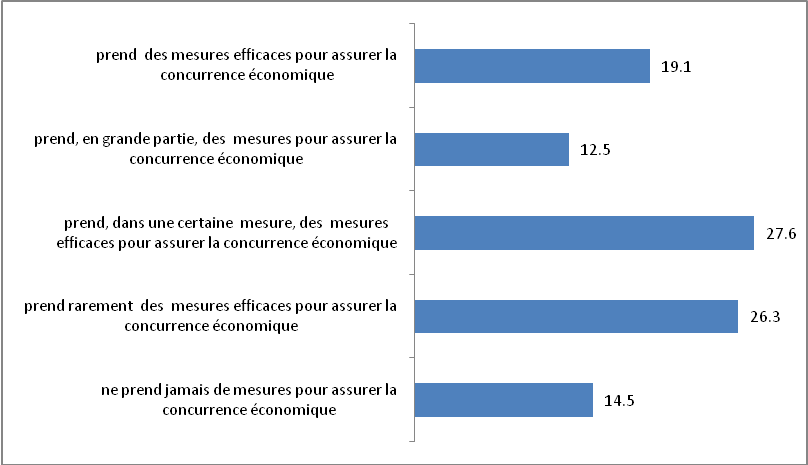 prend des mesures efficaces pour assurer la
concurrence économique
19.1
prend, en grande partie, des mesures pour assurer la
concurrence économique
12.5
prend, dans une certaine mesure, des mesures
efficaces pour assurer la concurrence économique
27.6
prend rarement des mesures efficaces pour assurer la
concurrence économique
26.3
ne prend jamais de mesures pour assurer la
concurrence économique
14.5